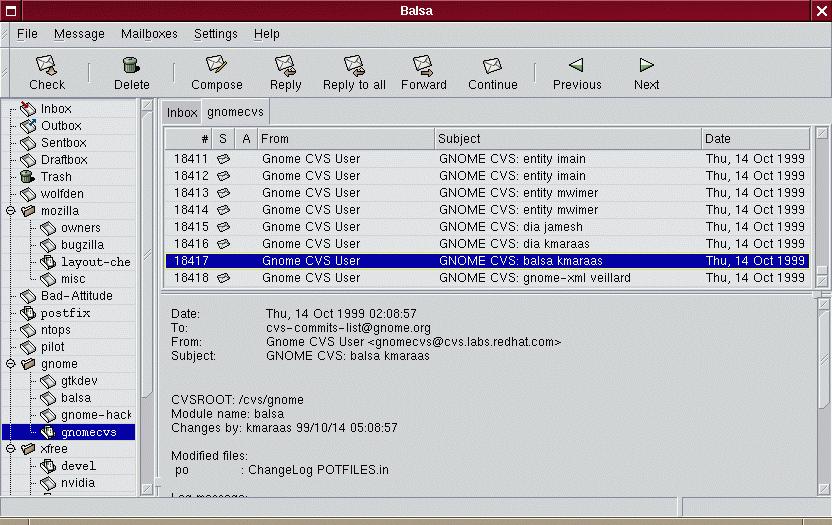 Balsa
File Message Mailboxes Settings Help
Check Delete Compose Reply Reply to all Forward Continue Previous Next
Inbox
Outbox
Sentbox
Draftbox
Trash
wolfden
mozilla
owners
bugzilla
layout-che
misc
Bad-Attitude
postfix
ntops
pilot
gnome
gtkdev
balsa
gnome-hack
gnomecvs
xfree
devel
nvidia
Inbox gnomecvs
# S A From Subject Date
18411 Gnome CVS User GNOME CVS: entity imain Thu, 14 Oct 1999
18412 Gnome CVS User GNOME CVS: entity imain Thu, 14 Oct 1999
18413 Gnome CVS User GNOME CVS: entity mwimer Thu, 14 Oct 1999
18414 Gnome CVS User GNOME CVS: entity mwimer Thu, 14 Oct 1999
18415 Gnome CVS User GNOME CVS: dia jamesh Thu, 14 Oct 1999
18416 Gnome CVS User GNOME CVS: dia kmaraas Thu, 14 Oct 1999
18417 Gnome CVS User GNOME CVS: balsa kmaraas Thu, 14 Oct 1999
18418 Gnome CVS User GNOME CVS: gnome-xml veillard Thu, 14 Oct 1999
Date: Thu, 14 Oct 1999 02:08:57
To: cvs-commits-list@gnome.org
From: Gnome CVS User <gnomecvs@cvs.labs.redhat.com>
Subject: GNOME CVS: balsa kmaraas
CVSROOT: /cvs/gnome
Module name: balsa
Changes by: kmaraas 99/10/14 05:08:57
Modified files:
po : ChangeLog POTFILES.in
Log message: